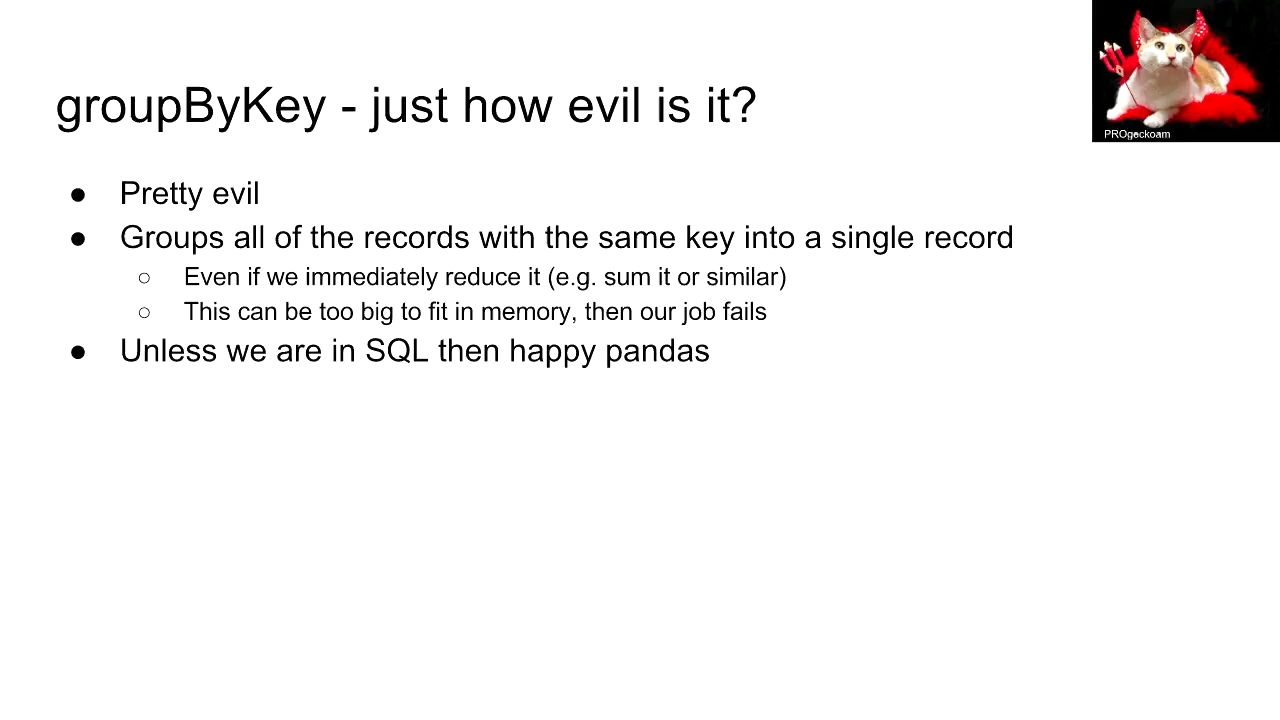 groupByKey - just how evil is it?
PROgeckoam
● Pretty evil
● Groups all of the records with the same key into a single record
○ Even if we immediately reduce it (e.g. sum it or similar)
○ This can be too big to fit in memory, then our job fails
● Unless we are in SQL then happy pandas